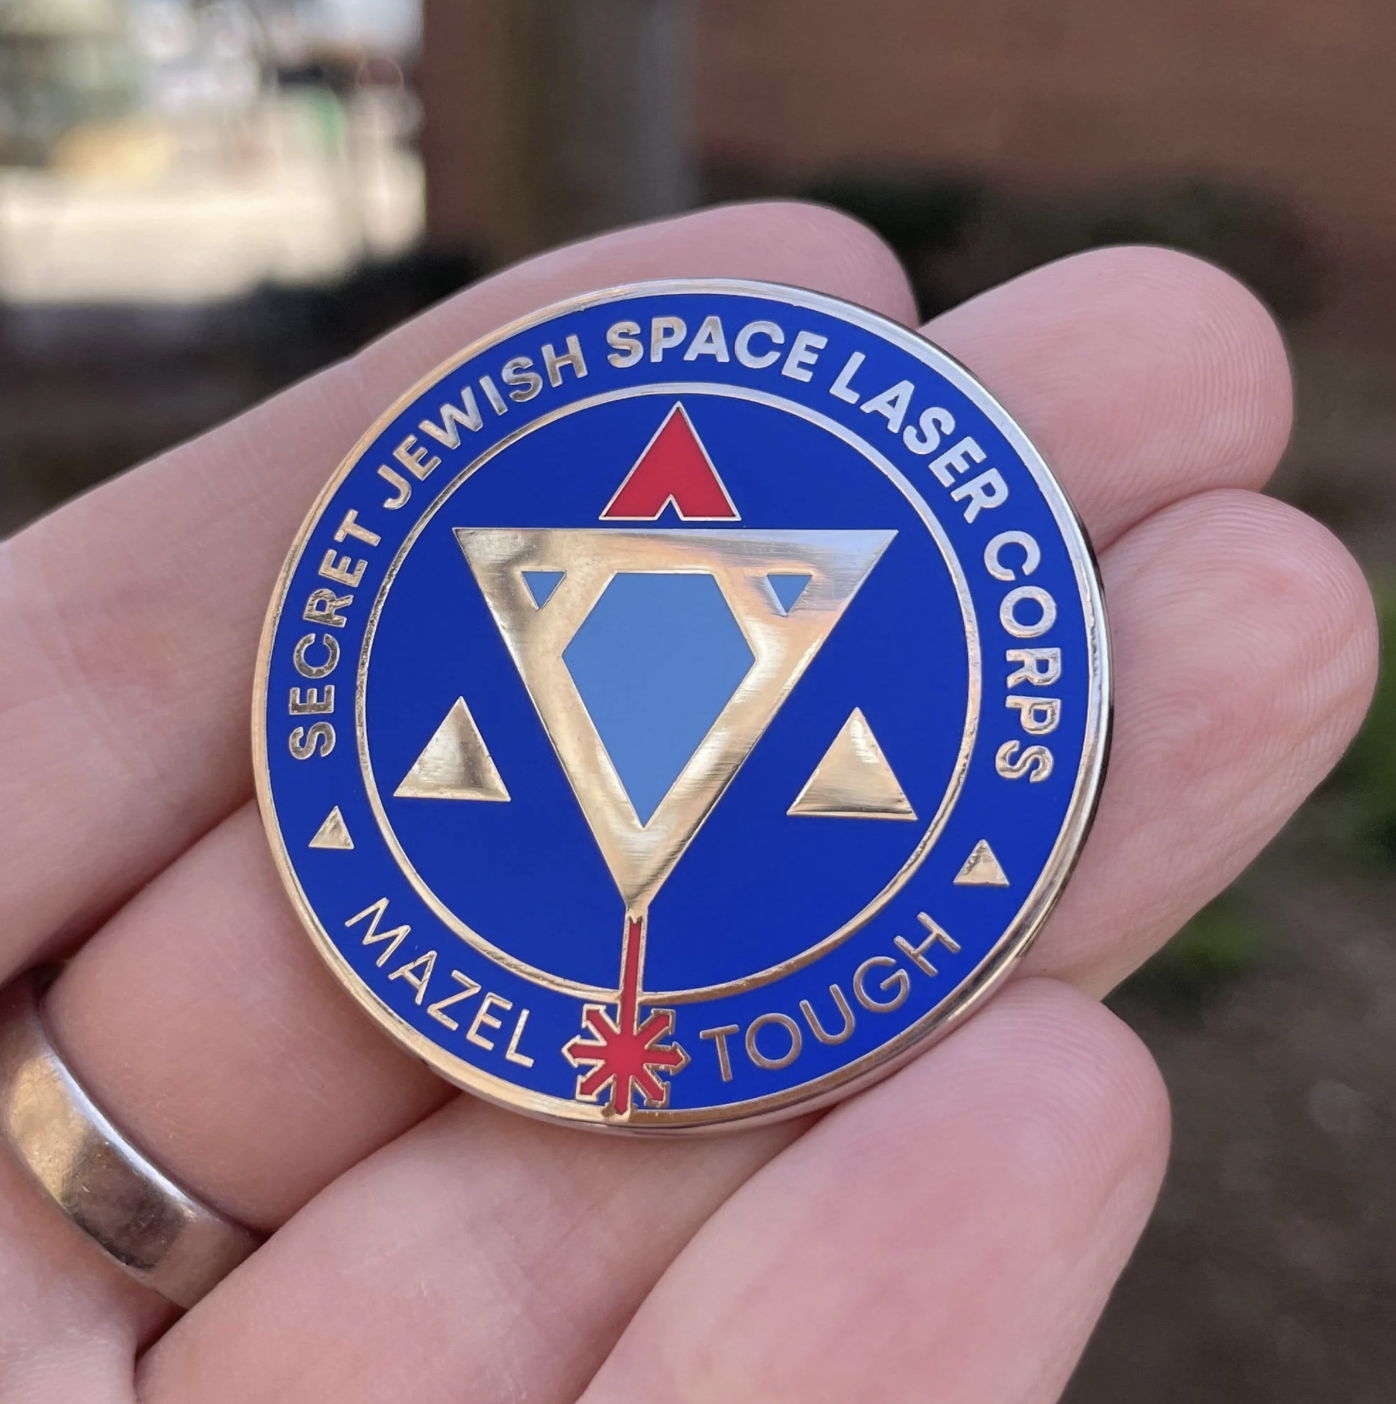 SECRET JEWISH SPACE LASER CORPS
MAZEL TOUGH